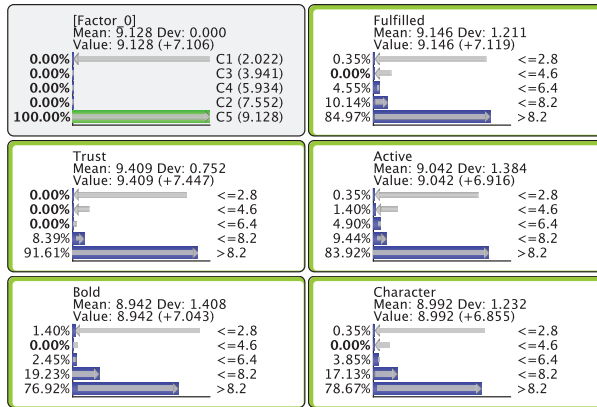 [Factor_0]
Mean: 9.128 Dev: 0.000
Value: 9.128 (+7.106)
0.00% C1 (2.022)
0.00% C3 (3.941)
0.00% C4 (5.934)
0.00% C2 (7.552)
100.00% C5 (9.128)
Fulfilled
Mean: 9.146 Dev: 1.211
Value: 9.146 (+7.119)
0.35% <=2.8
0.00% <=4.6
4.55% <=6.4
10.14% <=8.2
84.97% >8.2
Trust
Mean: 9.409 Dev: 0.752
Value: 9.409 (+7.447)
0.00% <=2.8
0.00% <=4.6
0.00% <=6.4
8.39% <=8.2
91.61% >8.2
Active
Mean: 9.042 Dev: 1.384
Value: 9.042 (+6.916)
0.35% <=2.8
1.40% <=4.6
4.90% <=6.4
9.44% <=8.2
83.92% >8.2
Bold
Mean: 8.942 Dev: 1.408
Value: 8.942 (+7.043)
1.40% <=2.8
0.00% <=4.6
2.45% <=6.4
19.23% <=8.2
76.92% >8.2
Character
Mean: 8.992 Dev: 1.232
Value: 8.992 (+6.855)
0.35% <=2.8
0.00% <=4.6
3.85% <=6.4
17.13% <=8.2
78.67% >8.2